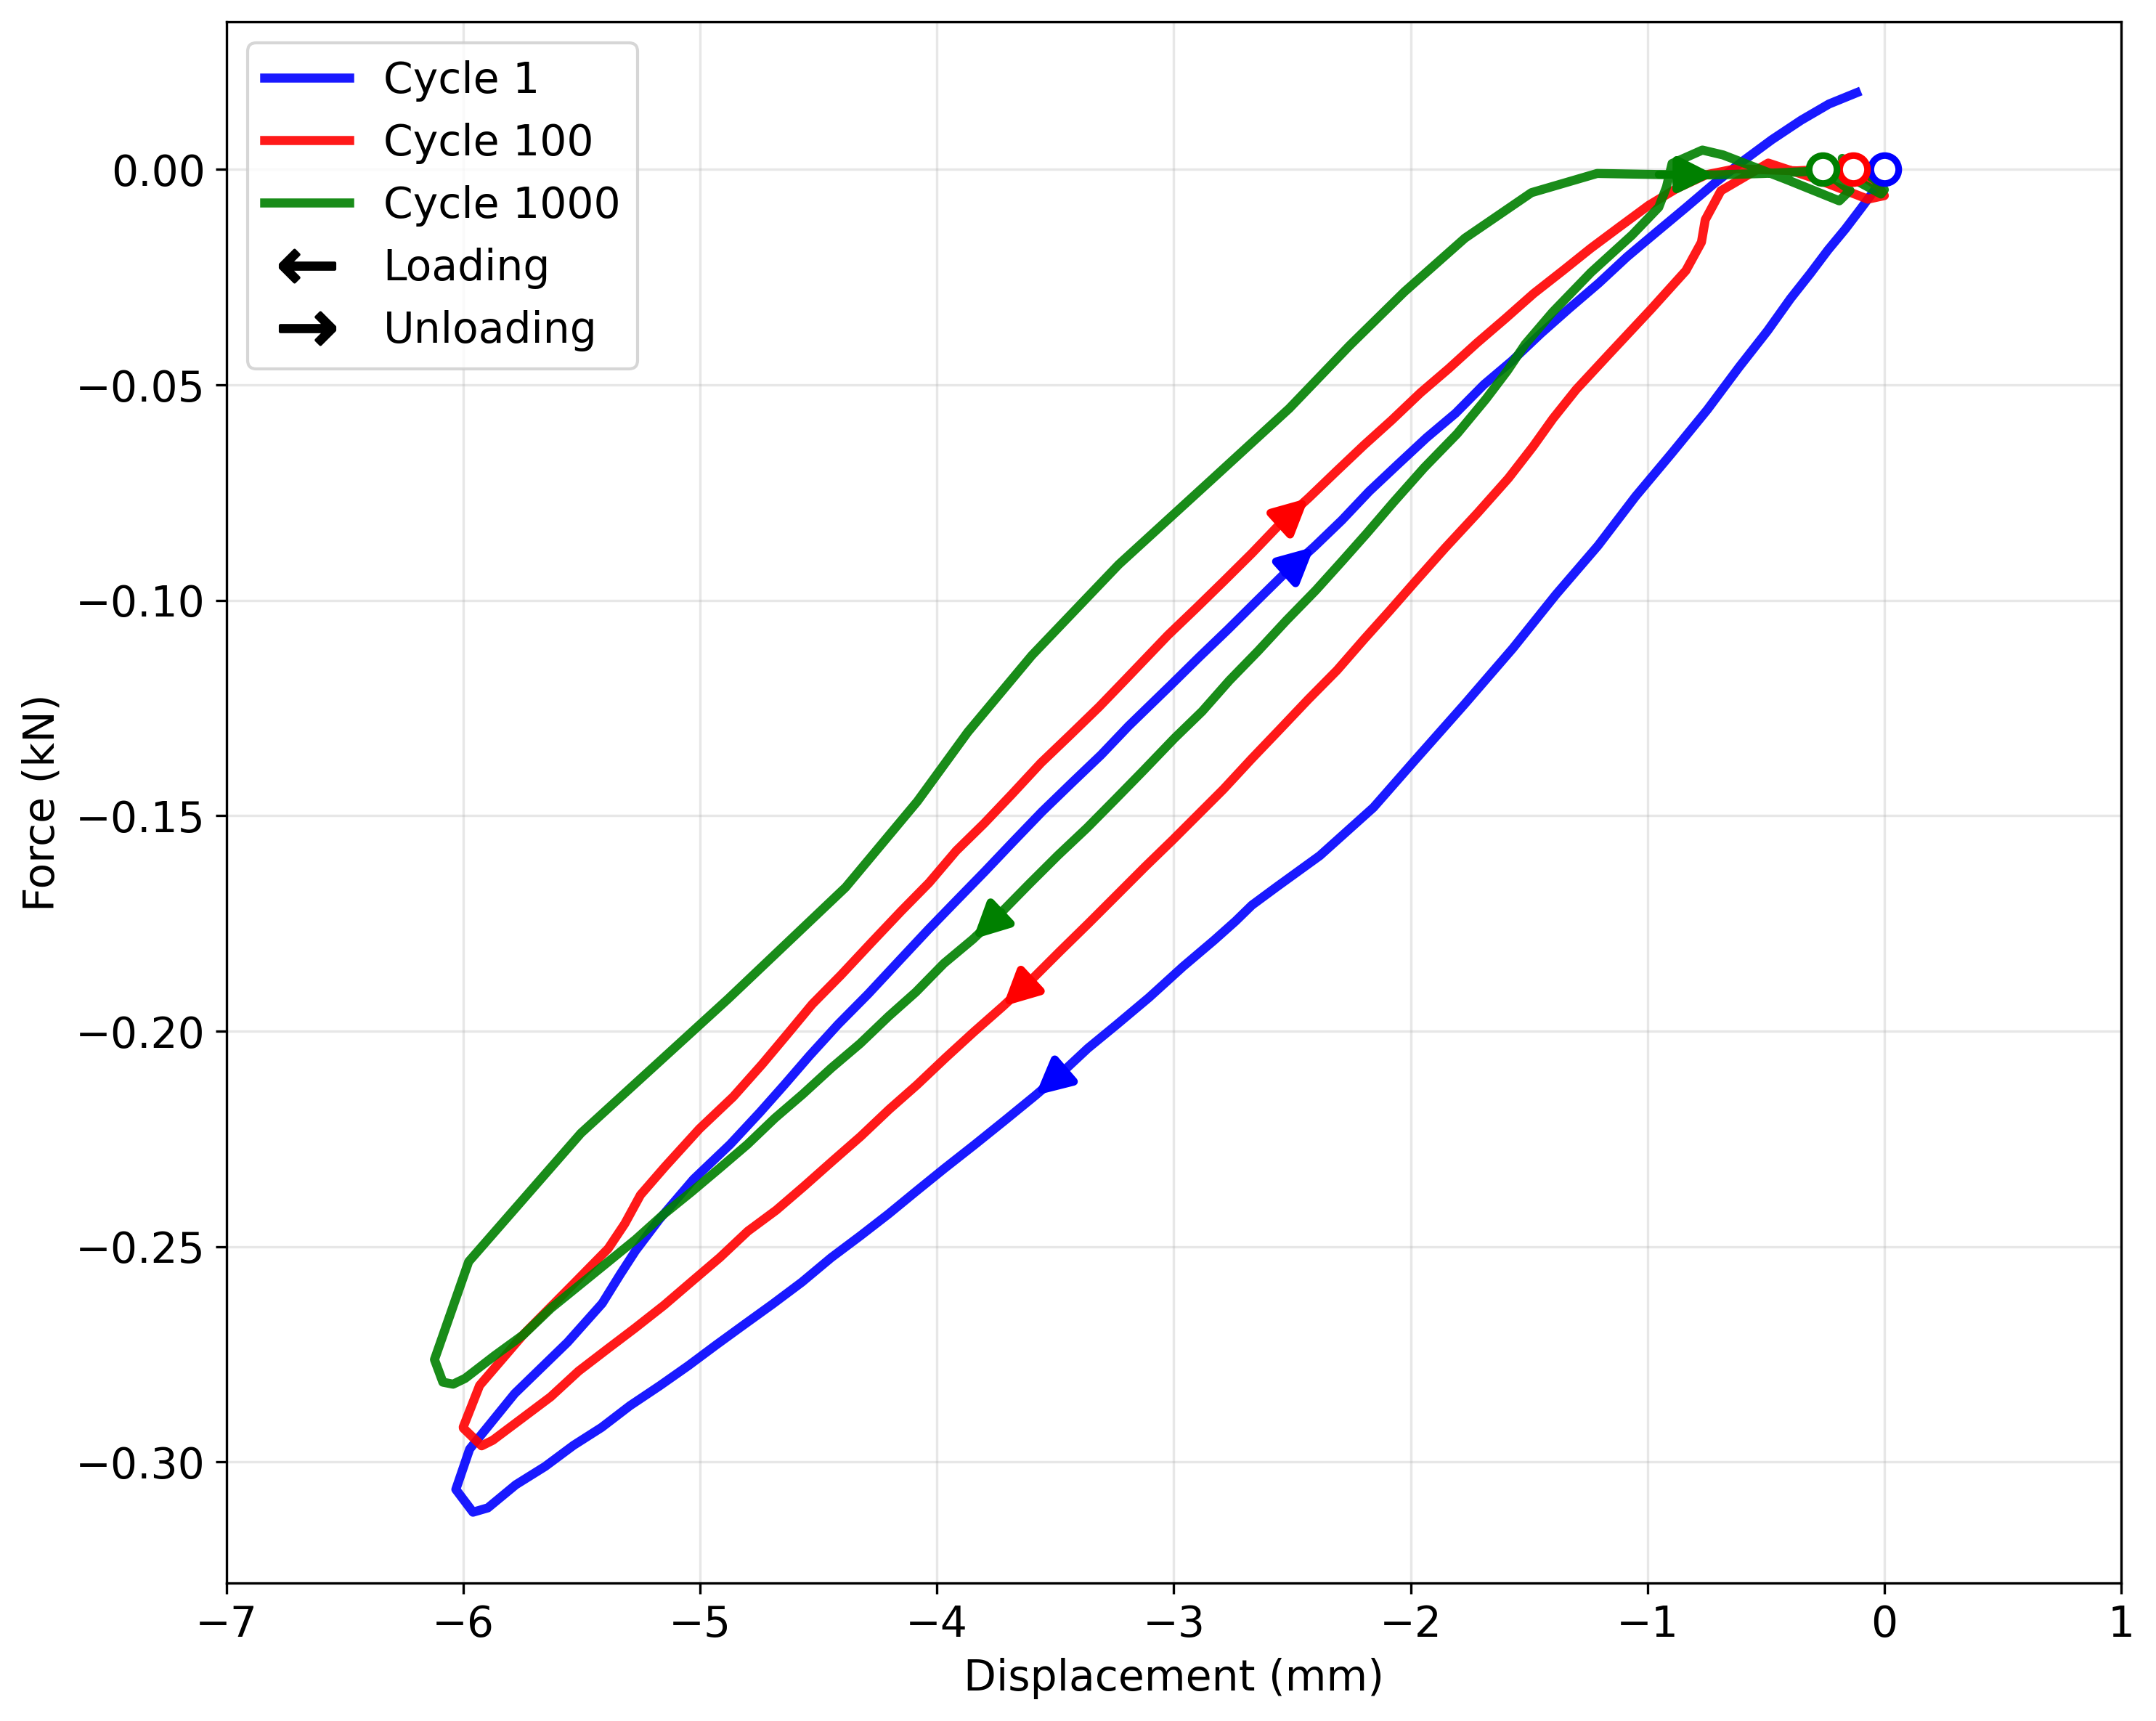 Cycle 1
Cycle 100
Cycle 1000
Loading
Unloading
0.00
−0.05
−0.10
−0.15
−0.20
−0.25
−0.30
Force (kN)
−7 −6 −5 −4 −3 −2 −1 0 1
Displacement (mm)